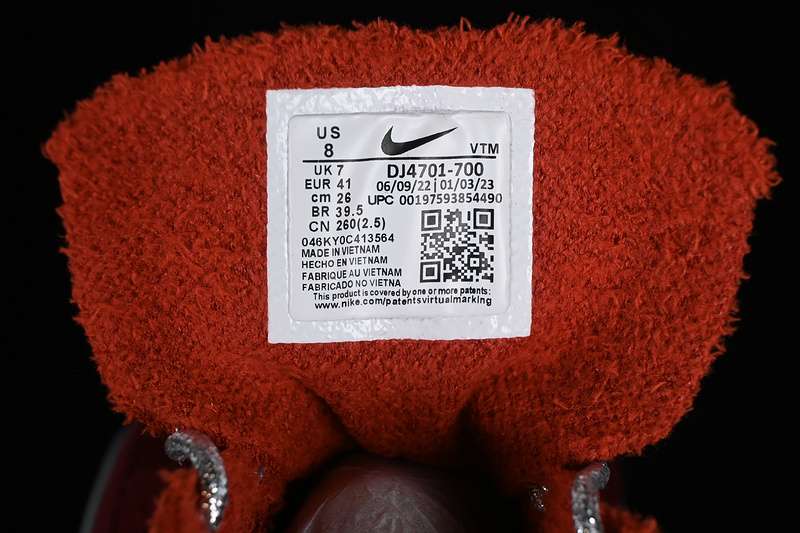 US
8
VTM
UK 7
DJ4701-700
EUR 41
06/09/22 | 01/03/23
cm 26
UPC 00197593854490
BR 39.5
CN 260(2.5)
046KY0C413564
MADE IN VIETNAM
HECHO EN VIETNAM
FABRIQUE AU VIETNAM
FABRICADO NO VIETNA
This product is covered by one or more patents:
www.nike.com/patentsvirtualmarking